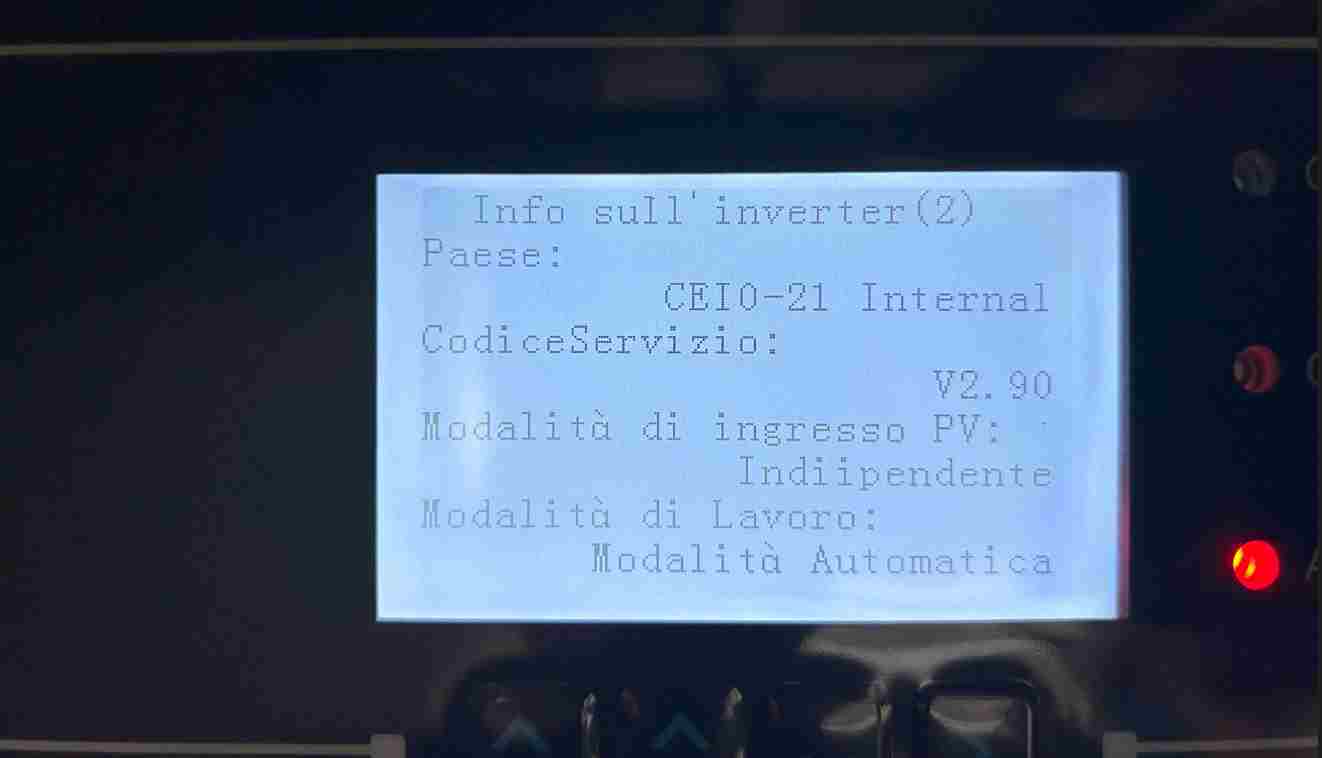 Info sull'inverter(2)
Paese:
CEI0-21 Internal
CodiceServizio:
V2.90
Modalità di ingresso PV:
Indiipendente
Modalità di Lavoro:
Modalità Automatica